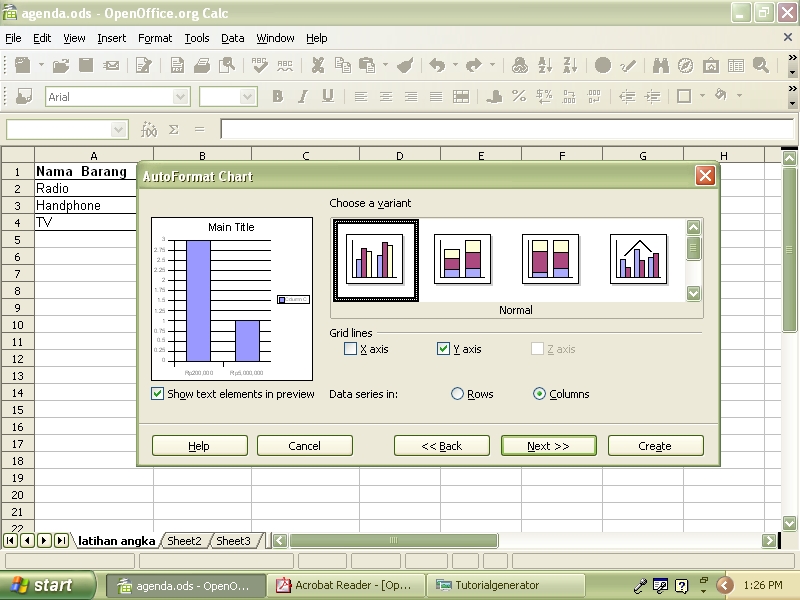 agenda.ods - OpenOffice.org Calc
File Edit View Insert Format Tools Data Window Help
Arial
A B C D E F G H
1 Nama Barang
2 Radio
3 Handphone
4 TV
5
6
7
8
9
10
11
12
13
14
15
16
17
18
19
20
21
22
AutoFormat Chart
Choose a variant
Main Title
3
2.75
2.5
2.25
2
1.75
1.5
1.25
1
0.75
0.5
0.25
0
Column C
Rp200,000 Rp5,000,000
Normal
Grid lines
X axis Y axis Z axis
Show text elements in preview
Data series in: Rows Columns
Help Cancel << Back Next >> Create
latihan angka Sheet2 Sheet3
start agenda.ods - OpenO... Acrobat Reader - [Op... Tutorialgenerator 1:26 PM